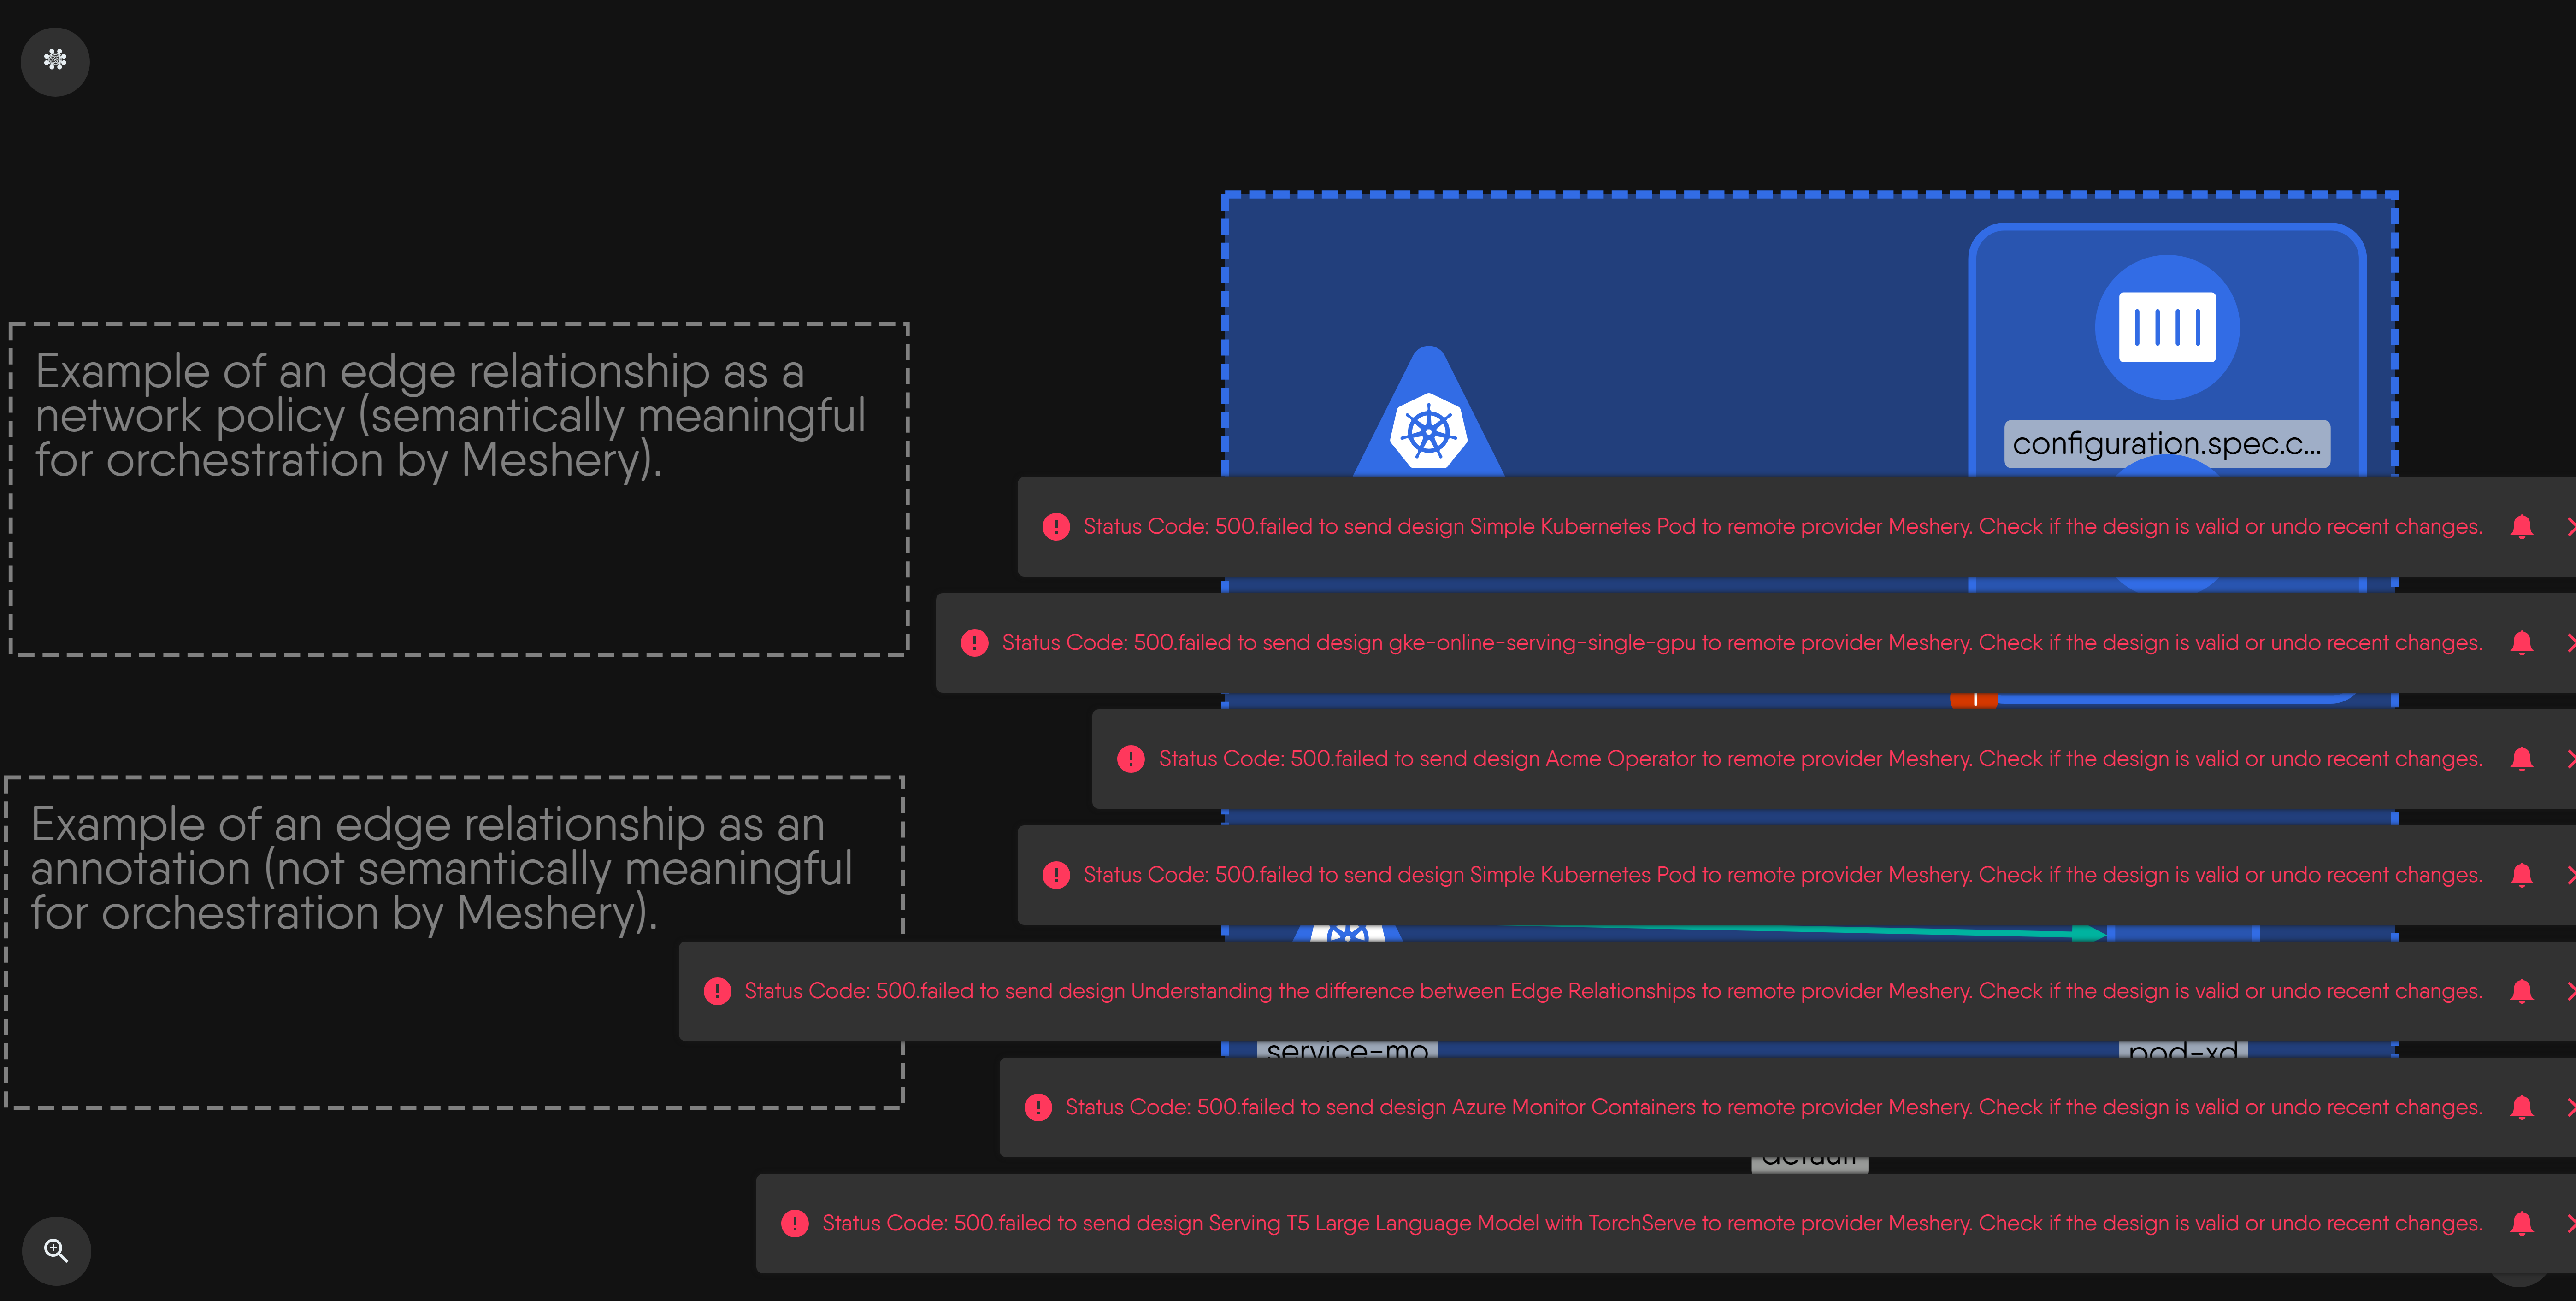 Example of an edge relationship as a
network policy (semantically meaningful
for orchestration by Meshery).
configuration.spec.c...
Status Code: 500.failed to send design Simple Kubernetes Pod to remote provider Meshery. Check if the design is valid or undo recent changes.
Status Code: 500.failed to send design gke-online-serving-single-gpu to remote provider Meshery. Check if the design is valid or undo recent changes.
Status Code: 500.failed to send design Acme Operator to remote provider Meshery. Check if the design is valid or undo recent changes.
Example of an edge relationship as an
annotation (not semantically meaningful
for orchestration by Meshery).
Status Code: 500.failed to send design Simple Kubernetes Pod to remote provider Meshery. Check if the design is valid or undo recent changes.
Status Code: 500.failed to send design Understanding the difference between Edge Relationships to remote provider Meshery. Check if the design is valid or undo recent changes.
service-mo
pod-xd
Status Code: 500.failed to send design Azure Monitor Containers to remote provider Meshery. Check if the design is valid or undo recent changes.
default
Status Code: 500.failed to send design Serving T5 Large Language Model with TorchServe to remote provider Meshery. Check if the design is valid or undo recent changes.